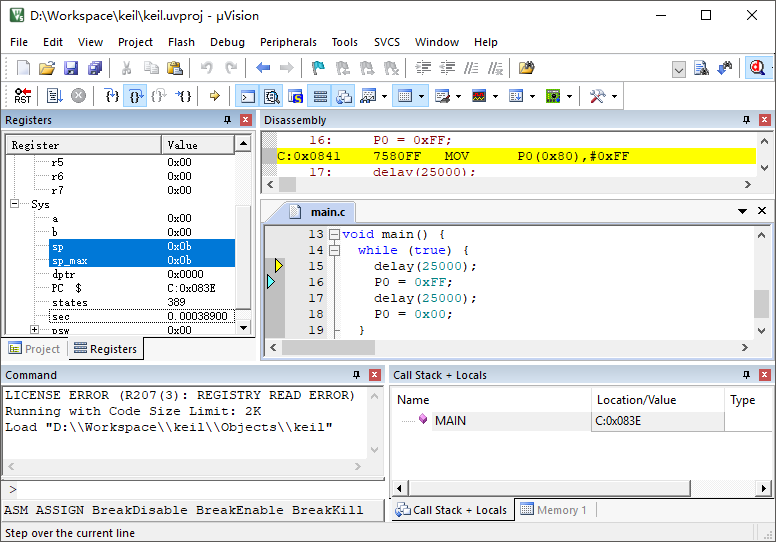 D:\Workspace\keil\keil.uvproj - µVision
File Edit View Project Flash Debug Peripherals Tools SVCS Window Help
RST
Registers
Register Value
r5 0x00
r6 0x00
r7 0x00
Sys
a 0x00
b 0x00
sp 0x0b
sp_max 0x0b
dptr 0x0000
PC $ C:0x083E
states 389
sec 0.00038900
psw 0x00
Project Registers
Disassembly
16: P0 = 0xFF;
C:0x0841 7580FF MOV P0(0x80),#0xFF
17: delay(25000);
main.c
13 void main() {
14 while (true) {
15 delay(25000);
16 P0 = 0xFF;
17 delay(25000);
18 P0 = 0x00;
19 }
Command
LICENSE ERROR (R207(3): REGISTRY READ ERROR)
Running with Code Size Limit: 2K
Load "D:\\Workspace\\keil\\Objects\\keil"
>
ASM ASSIGN BreakDisable BreakEnable BreakKill
Call Stack + Locals
Name Location/Value Type
MAIN C:0x083E
Call Stack + Locals Memory 1
Step over the current line